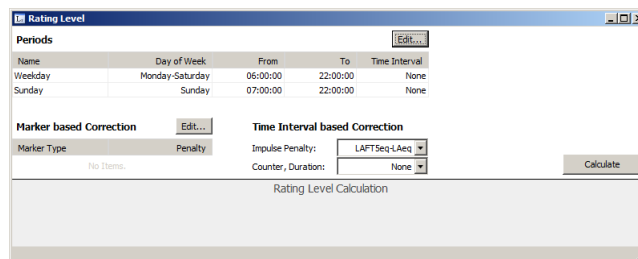 Rating Level
Periods Edit...
Name Day of Week From To Time Interval
Weekday Monday-Saturday 06:00:00 22:00:00 None
Sunday Sunday 07:00:00 22:00:00 None
Marker based Correction Edit... Time Interval based Correction
Marker Type Penalty Impulse Penalty: LAFT5eq-LAeq
No Items. Counter, Duration: None Calculate
Rating Level Calculation